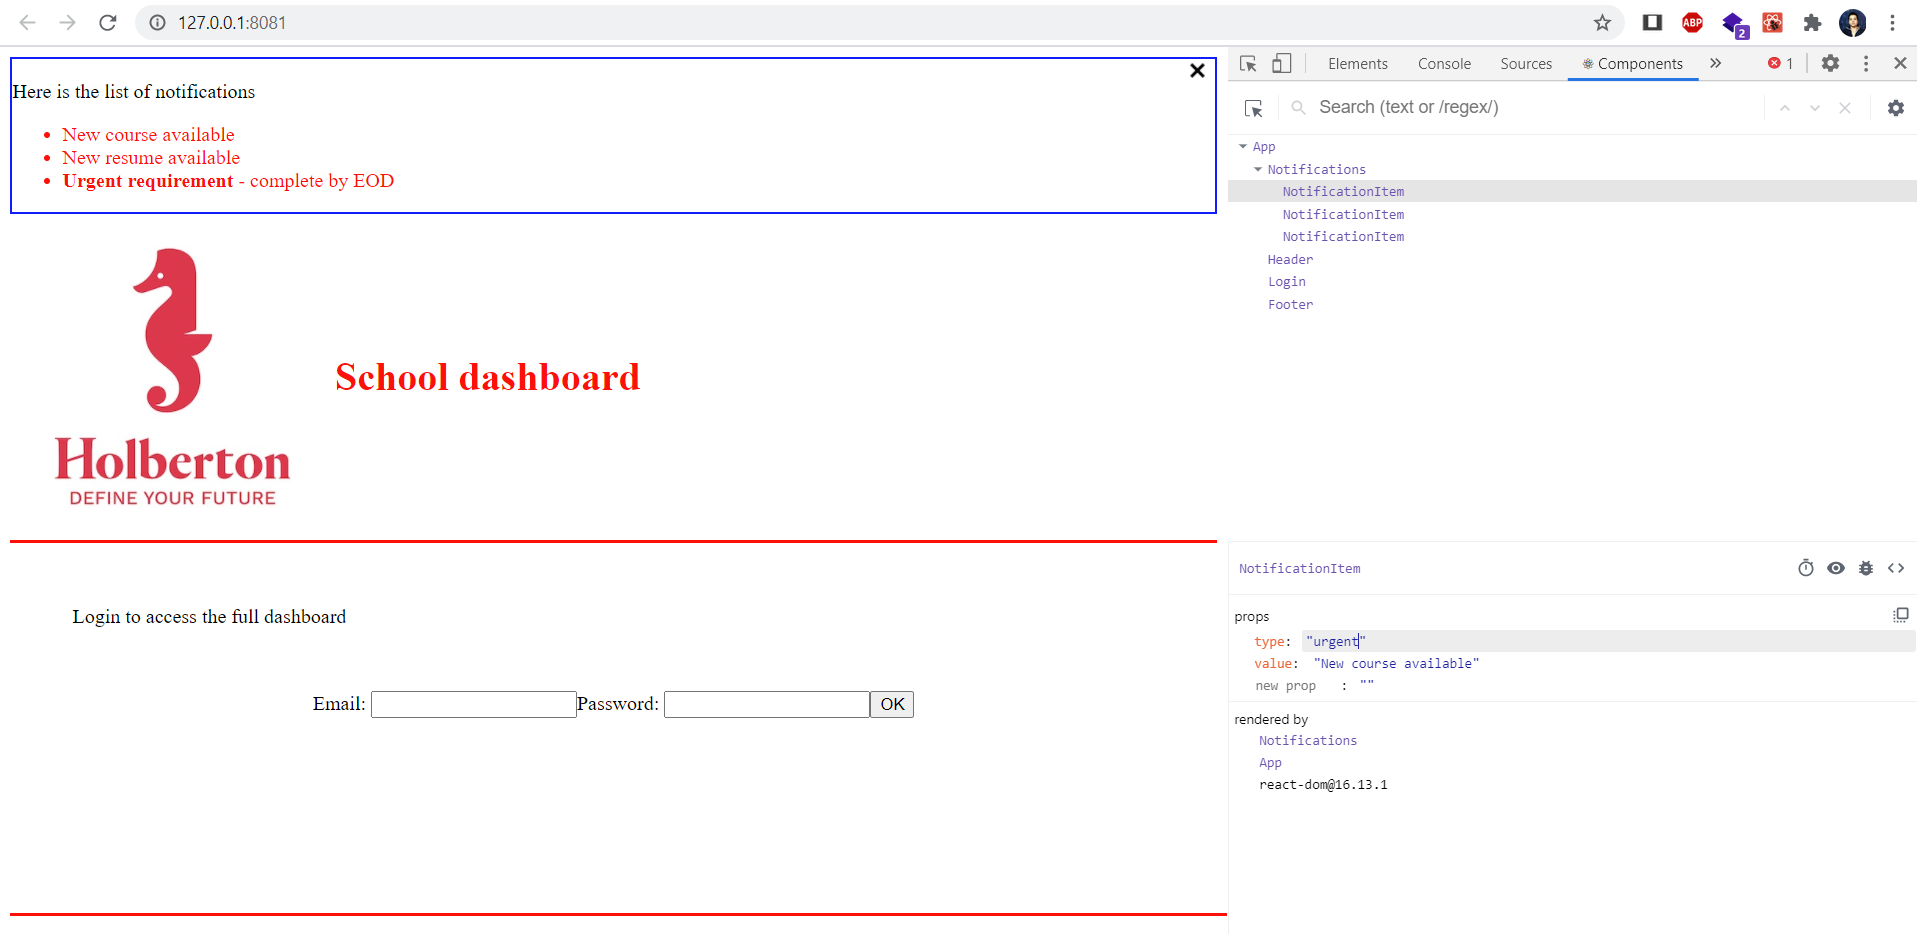 127.0.0.1:8081
ABP
2
Here is the list of notifications
New course available
New resume available
Urgent requirement - complete by EOD
Holberton
DEFINE YOUR FUTURE
School dashboard
Login to access the full dashboard
Email: Password: OK
Elements Console Sources Components » 1
Search (text or /regex/)
App
Notifications
NotificationItem
NotificationItem
NotificationItem
Header
Login
Footer
NotificationItem
props
type: "urgent"
value: "New course available"
new prop : ""
rendered by
Notifications
App
react-dom@16.13.1